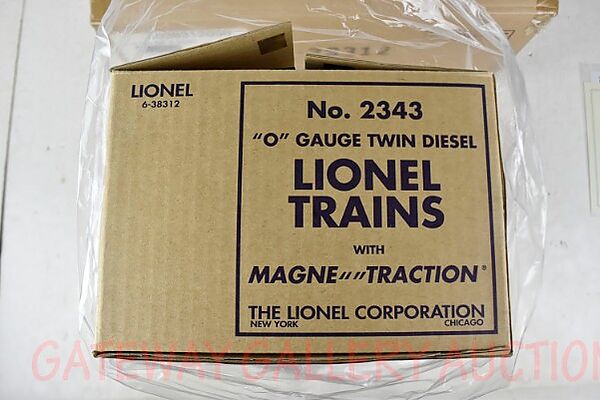 LIONEL
6-38312
No. 2343
"O" GAUGE TWIN DIESEL
LIONEL
TRAINS
WITH
MAGNE TRACTION®
THE LIONEL CORPORATION
NEW YORK CHICAGO
GATEWAY GALLERY AUCTION